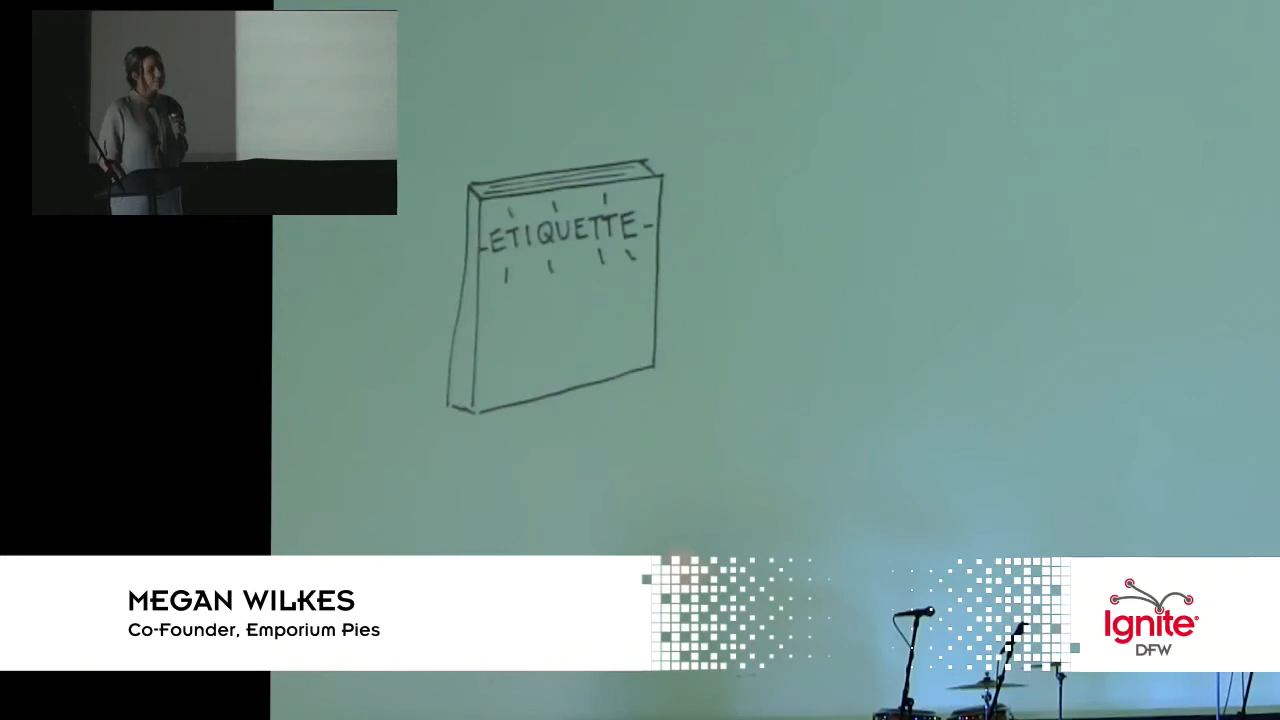 ETIQUETTE
MEGAN WILKES
Co-Founder, Emporium Pies
Ignite
DFW